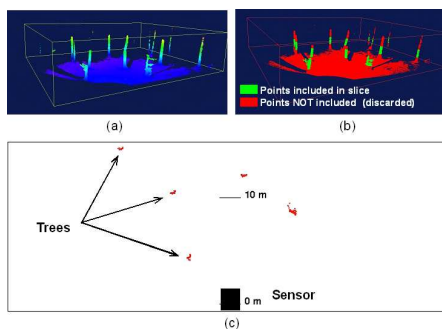 (a)
Points included in slice
Points NOT included (discarded)
(b)
10 m
Trees
Sensor
0 m
(c)